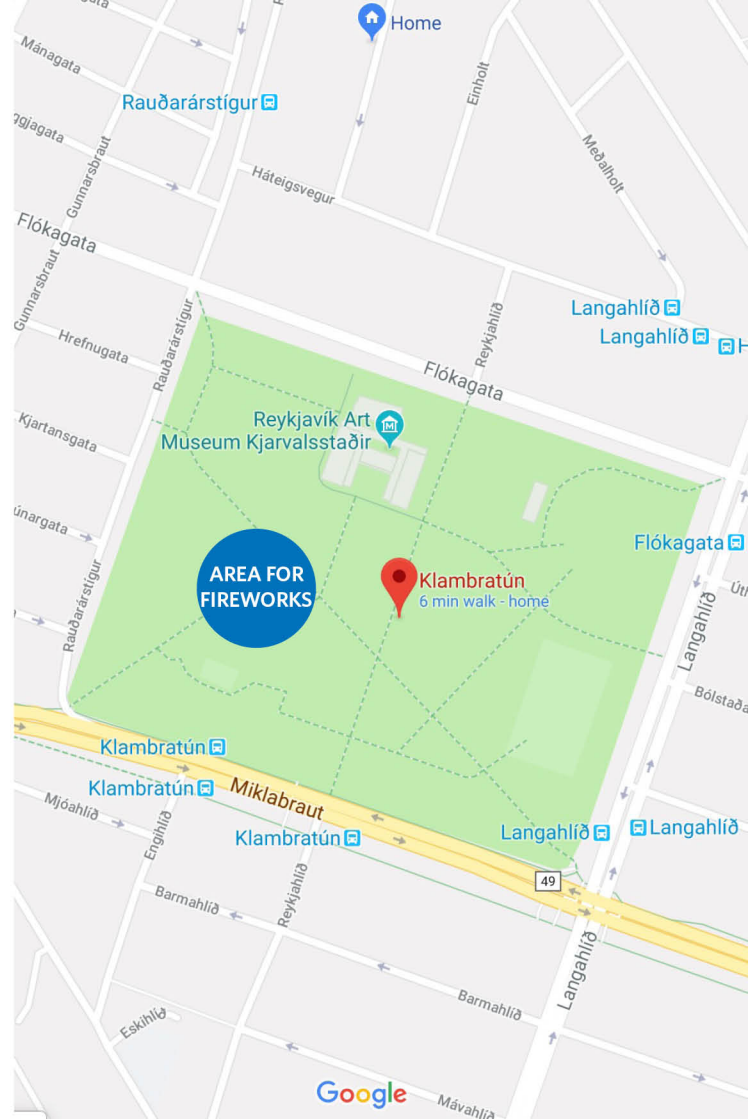 Home
Mánagata
Rauðarárstígur
Einholt
Meðalholt
Gunnarsbraut
Háteigsvegur
Flókagata
Gunnarsbraut
Langahlíð
Langahlíð
H
Rauðarárstígur
Reykjahlíð
Hrefnugata
Flókagata
Reykjavík Art
Museum Kjarvalsstaðir
Kjartansgata
Flókagata
AREA FOR
FIREWORKS
Klambratún
6 min walk - home
Rauðarárstígur
Langahlíð
Klambratún
Klambratún
Miklabraut
Mjóahlíð
Engihlíð
Klambratún
Langahlíð
Langahlíð
49
Reykjahlíð
Barmahlíð
Langahlíð
Barmahlíð
Eskihlíð
Google
Mávahlíð